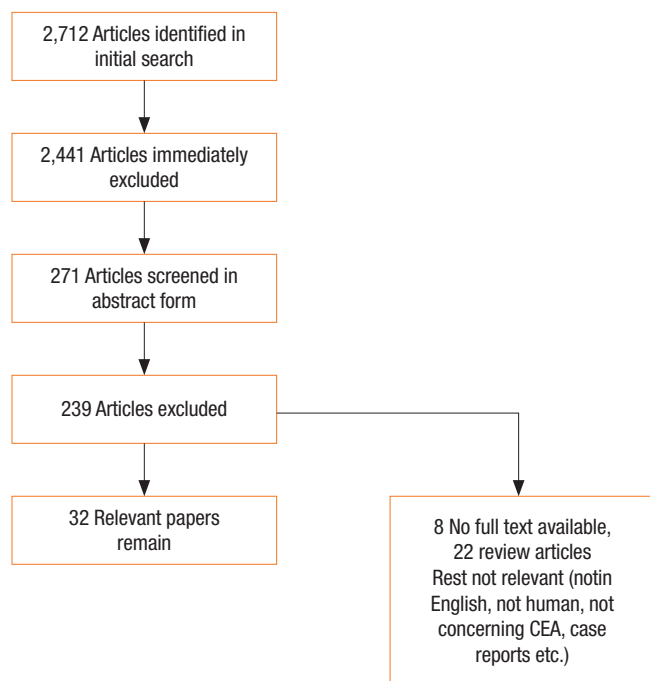 2,712 Articles identified in
initial search
2,441 Articles immediately
excluded
271 Articles screened in
abstract form
239 Articles excluded
32 Relevant papers
remain
8 No full text available,
22 review articles
Rest not relevant (notin
English, not human, not
concerning CEA, case
reports etc.)